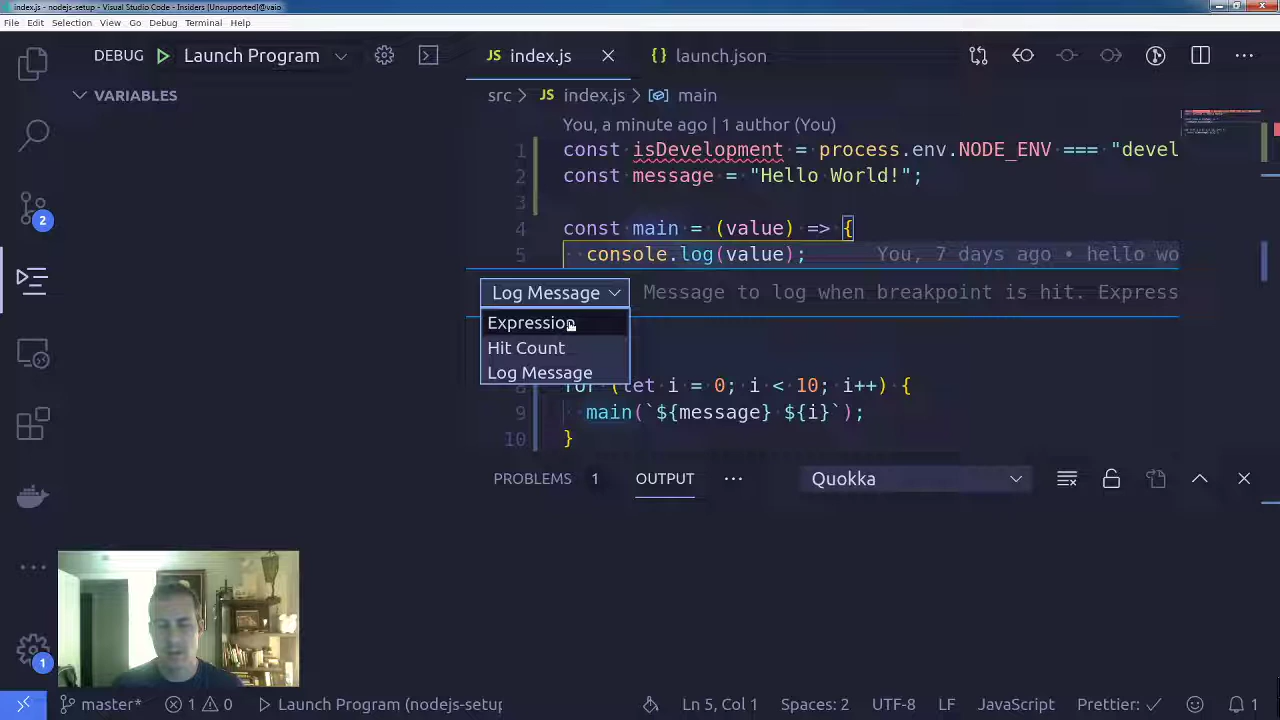 index.js - nodejs-setup - Visual Studio Code - Insiders [Unsupported]@vaio
File Edit Selection View Go Debug Terminal Help
DEBUG Launch Program
JS index.js
{} launch.json
VARIABLES
src > JS index.js > main
You, a minute ago | 1 author (You)
1 const isDevelopment = process.env.NODE_ENV === "devel
2 const message = "Hello World!";
3
4 const main = (value) => {
5 console.log(value); You, 7 days ago • hello wo
Log Message Message to log when breakpoint is hit. Express
Expression
Hit Count
Log Message
8 for (let i = 0; i < 10; i++) {
9 main(`${message} ${i}`);
10 }
2
PROBLEMS 1 OUTPUT ··· Quokka
1
master* 1 0 Launch Program (nodejs-setup Ln 5, Col 1 Spaces: 2 UTF-8 LF JavaScript Prettier: ✓ 1